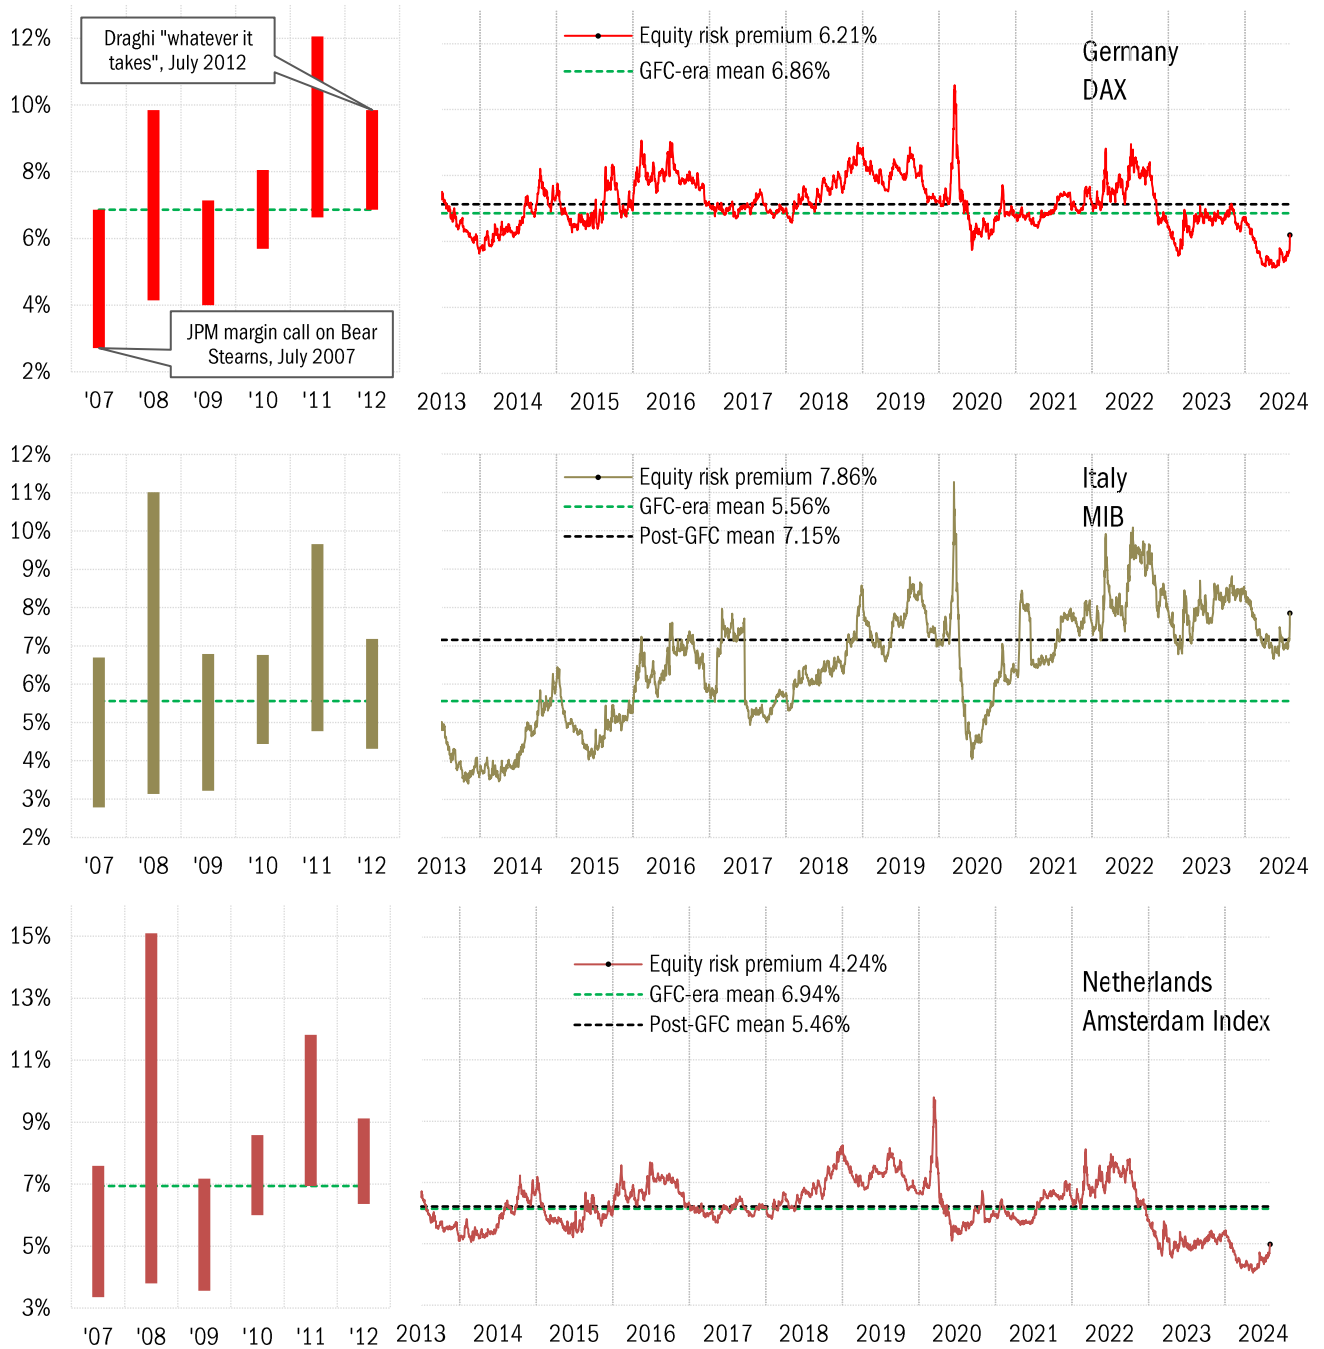 12%
10%
8%
6%
4%
2%
Draghi "whatever it
takes", July 2012
JPM margin call on Bear
Stearns, July 2007
'07 '08 '09 '10 '11 '12
Equity risk premium 6.21%
GFC-era mean 6.86%
Germany
DAX
2013 2014 2015 2016 2017 2018 2019 2020 2021 2022 2023 2024
12%
11%
10%
9%
8%
7%
6%
5%
4%
3%
2%
'07 '08 '09 '10 '11 '12
Equity risk premium 7.86%
GFC-era mean 5.56%
Post-GFC mean 7.15%
Italy
MIB
2013 2014 2015 2016 2017 2018 2019 2020 2021 2022 2023 2024
15%
13%
11%
9%
7%
5%
3%
'07 '08 '09 '10 '11 '12
Equity risk premium 4.24%
GFC-era mean 6.94%
Post-GFC mean 5.46%
Netherlands
Amsterdam Index
2013 2014 2015 2016 2017 2018 2019 2020 2021 2022 2023 2024